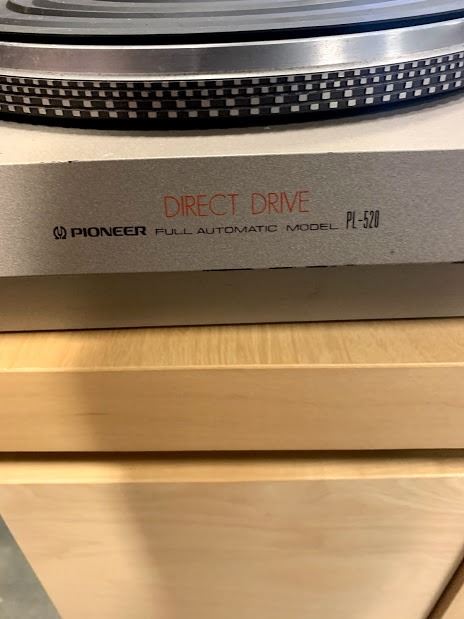 DIRECT DRIVE
PIONEER FULL AUTOMATIC MODEL PL-520